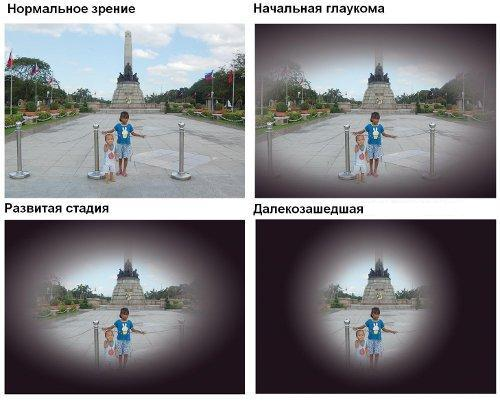 Нормальное зрение
Начальная глаукома
Развитая стадия
Далекозашедшая